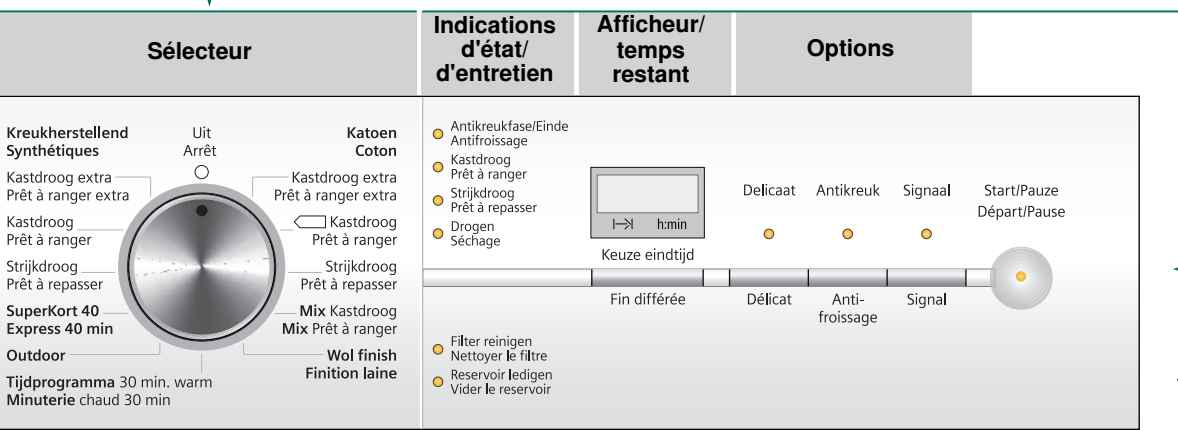 Sélecteur
Indications
d'état/
d'entretien
Afficheur/
temps
restant
Options
Kreukherstellend
Synthétiques
Kastdroog extra
Prêt à ranger extra
Kastdroog
Prêt à ranger
Strijkdroog
Prêt à repasser
SuperKort 40
Express 40 min
Outdoor
Tijdprogramma 30 min. warm
Minuterie chaud 30 min
Uit
Arrêt
Katoen
Coton
Kastdroog extra
Prêt à ranger extra
Kastdroog
Prêt à ranger
Strijkdroog
Prêt à repasser
Mix Kastdroog
Mix Prêt à ranger
Wol finish
Finition laine
Antikreukfase/Einde
Antifroissage
Kastdroog
Prêt à ranger
Strijkdroog
Prêt à repasser
Drogen
Séchage
Filter reinigen
Nettoyer le filtre
Reservoir ledigen
Vider le reservoir
h:min
Keuze eindtijd
Fin différée
Delicaat
Délicat
Antikreuk
Anti-
froissage
Signaal
Signal
Start/Pauze
Départ/Pause